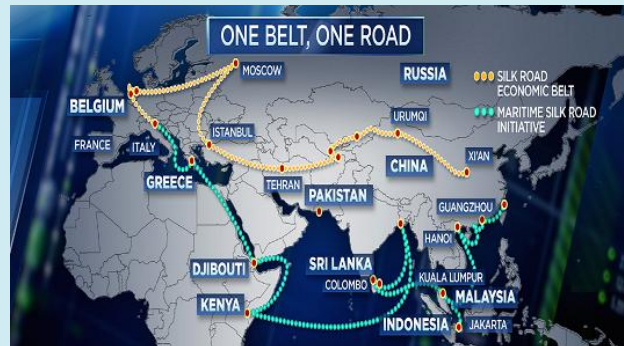 ONE BELT, ONE ROAD
MOSCOW
RUSSIA
SILK ROAD
ECONOMIC BELT
MARITIME SILK ROAD
INITIATIVE
BELGIUM
URUMQI
FRANCE
ITALY
ISTANBUL
CHINA
XI'AN
GREECE
TEHRAN
PAKISTAN
GUANGZHOU
HANOI
DJIBOUTI
SRI LANKA
COLOMBO
KUALA LUMPUR
MALAYSIA
KENYA
INDONESIA
JAKARTA